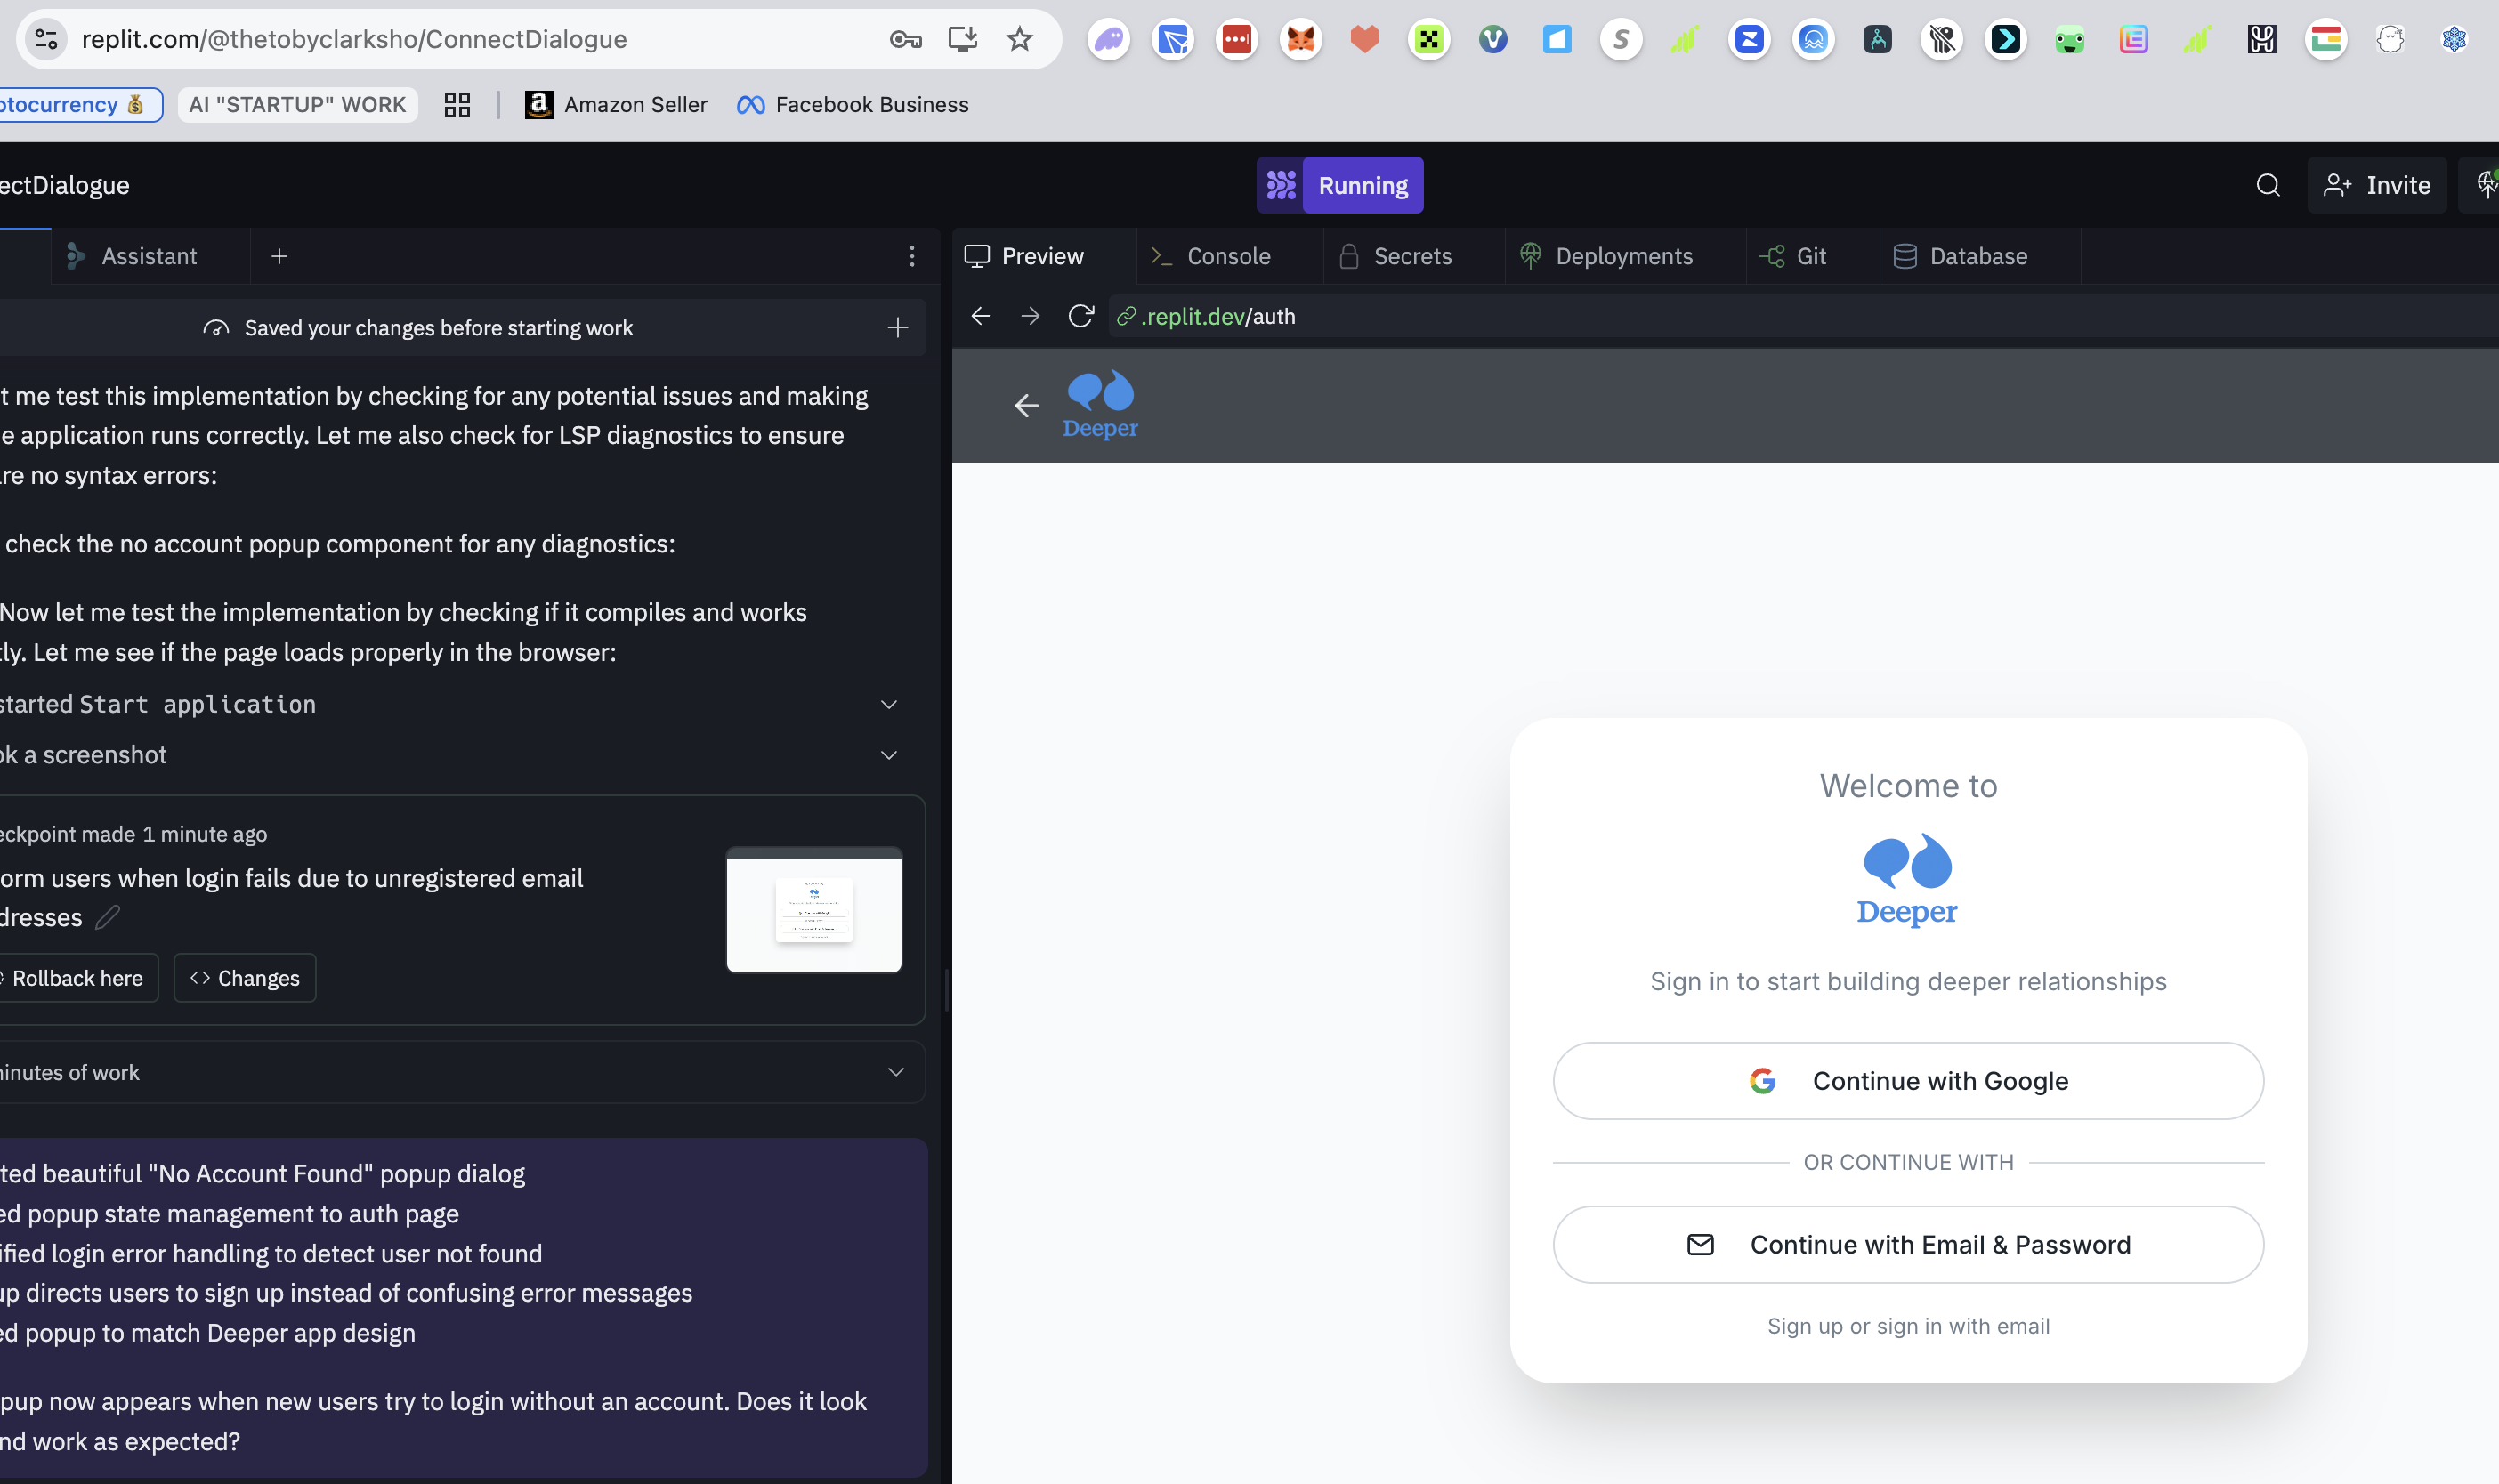 replit.com/@thetobyclarksho/ConnectDialogue
ptocurrency 💰
AI "STARTUP" WORK
Amazon Seller
Facebook Business
ectDialogue
Running
Invite
Assistant
Saved your changes before starting work
t me test this implementation by checking for any potential issues and making
e application runs correctly. Let me also check for LSP diagnostics to ensure
re no syntax errors:
check the no account popup component for any diagnostics:
Now let me test the implementation by checking if it compiles and works
tly. Let me see if the page loads properly in the browser:
started Start application
ok a screenshot
eckpoint made 1 minute ago
orm users when login fails due to unregistered email
dresses
Rollback here
Changes
inutes of work
ted beautiful "No Account Found" popup dialog
ed popup state management to auth page
ified login error handling to detect user not found
up directs users to sign up instead of confusing error messages
ed popup to match Deeper app design
pup now appears when new users try to login without an account. Does it look
nd work as expected?
Preview
Console
Secrets
Deployments
Git
Database
.replit.dev/auth
Deeper
Welcome to
Deeper
Sign in to start building deeper relationships
Continue with Google
OR CONTINUE WITH
Continue with Email & Password
Sign up or sign in with email